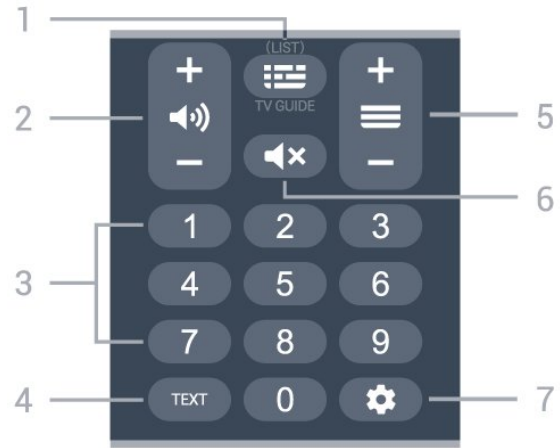 1
(LIST)
+ +
2
TV GUIDE
5
− −
6
1 2 3
3
4 5 6
7 8 9
4
TEXT 0
7